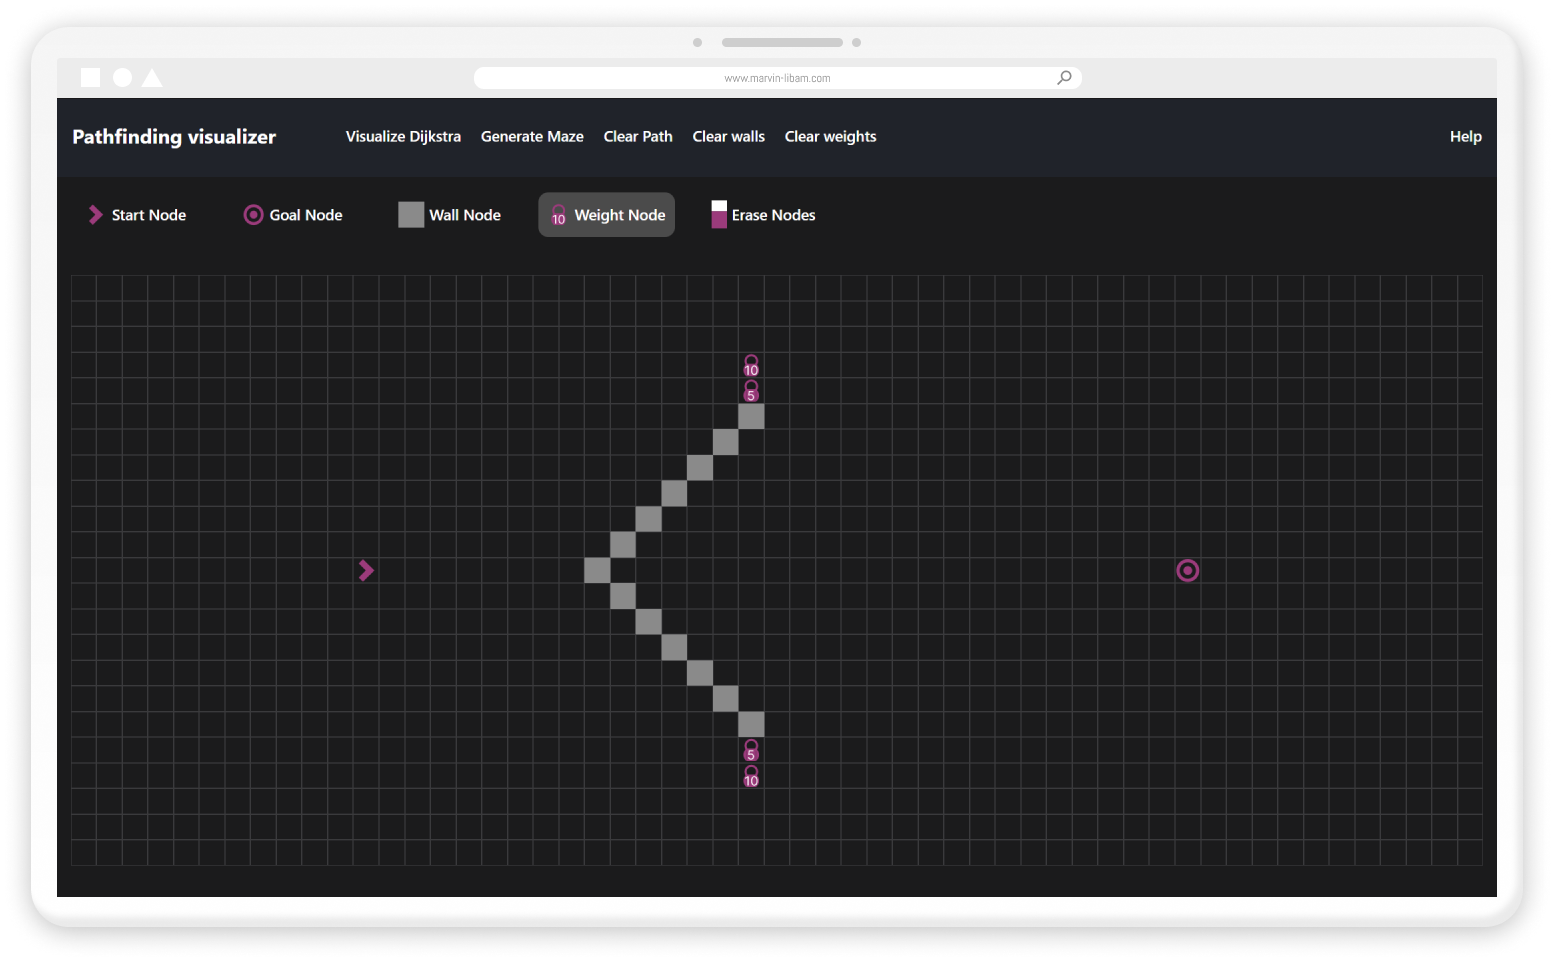 www.marvin-libam.com
Pathfinding visualizer Visualize Dijkstra Generate Maze Clear Path Clear walls Clear weights Help
Start Node Goal Node Wall Node 10 Weight Node Erase Nodes
10
5
5
10